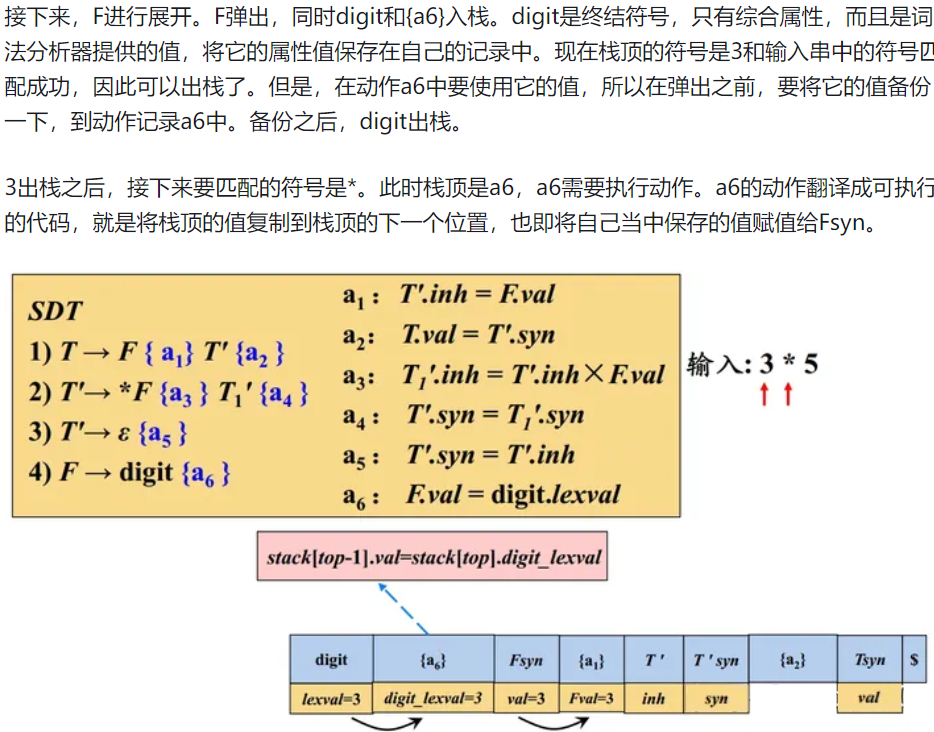 接下来，F进行展开。F弹出，同时digit和{a6}入栈。digit是终结符号，只有综合属性，而且是词
法分析器提供的值，将它的属性值保存在自己的记录中。现在栈顶的符号是3和输入串中的符号匹
配成功，因此可以出栈了。但是，在动作a6中要使用它的值，所以在弹出之前，要将它的值备份
一下，到动作记录a6中。备份之后，digit出栈。
3出栈之后，接下来要匹配的符号是*。此时栈顶是a6，a6需要执行动作。a6的动作翻译成可执行
的代码，就是将栈顶的值复制到栈顶的下一个位置，也即将自己当中保存的值赋值给Fsyn。
SDT
1) T → F { a₁} T′ {a₂ }
2) T′→ *F {a₃ } T₁′ {a₄ }
3) T′→ ε {a₅ }
4) F → digit {a₆ }
a₁： T′.inh = F.val
a₂: T.val = T′.syn
a₃: T₁′.inh = T′.inh×F.val
a₄： T′.syn = T₁′.syn
a₅： T′.syn = T′.inh
a₆： F.val = digit.lexval
输入: 3 * 5
stack[top-1].val=stack[top].digit_lexval
digit {a₆} Fsyn {a₁} T ′ T ′ syn {a₂} Tsyn $
lexval=3 digit_lexval=3 val=3 Fval=3 inh syn val